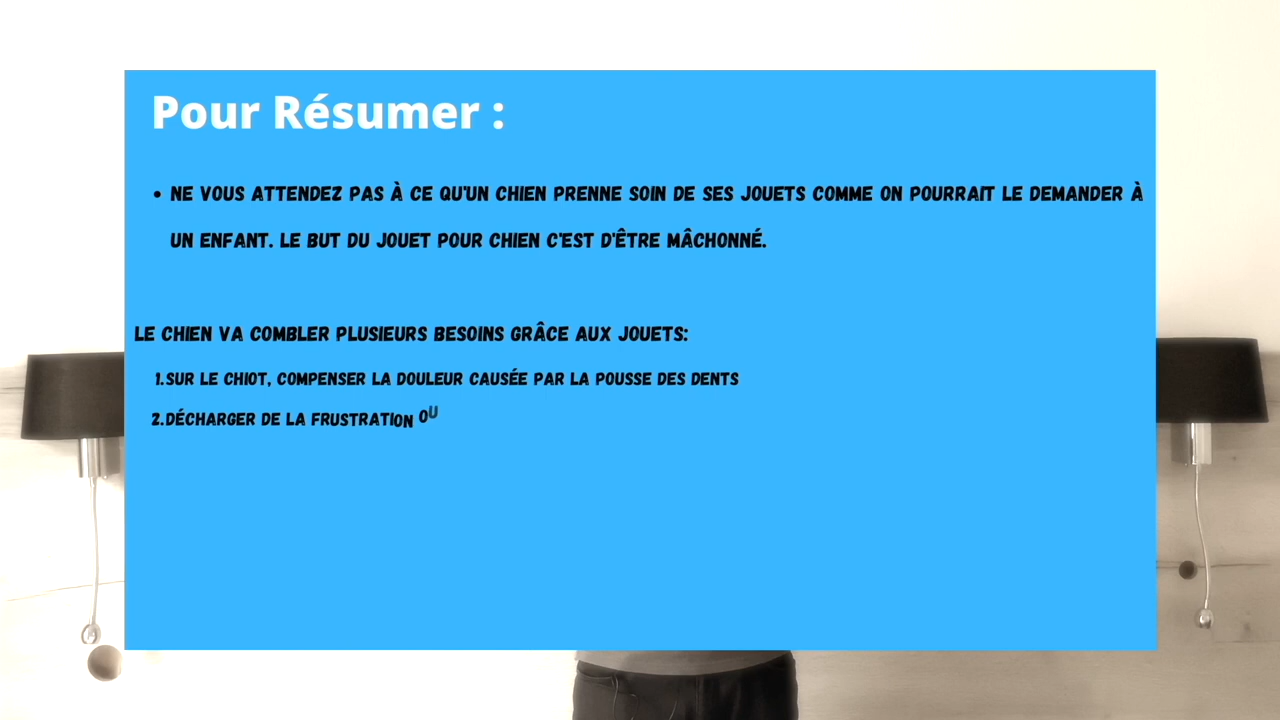 Pour Résumer :
• NE VOUS ATTENDEZ PAS À CE QU'UN CHIEN PRENNE SOIN DE SES JOUETS COMME ON POURRAIT LE DEMANDER À
UN ENFANT. LE BUT DU JOUET POUR CHIEN C'EST D'ÊTRE MÂCHONNÉ.
LE CHIEN VA COMBLER PLUSIEURS BESOINS GRÂCE AUX JOUETS:
1.SUR LE CHIOT, COMPENSER LA DOULEUR CAUSÉE PAR LA POUSSE DES DENTS
2.DÉCHARGER DE LA FRUSTRATION OU